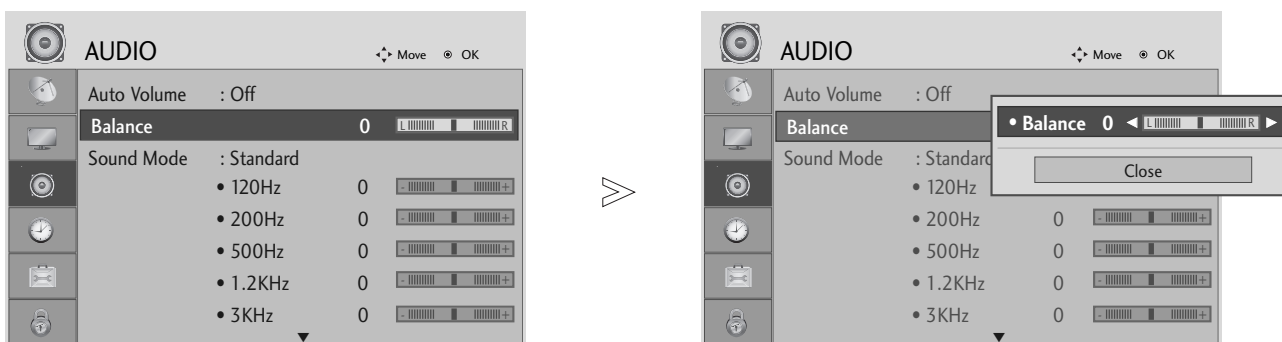 AUDIO Move OK
Auto Volume : Off
Balance 0 L R
Sound Mode : Standard
• 120Hz 0 - +
• 200Hz 0 - +
• 500Hz 0 - +
• 1.2KHz 0 - +
• 3KHz 0 - +
AUDIO Move OK
Auto Volume : Off
Balance
• Balance 0 L R
Close
Sound Mode : Standard
• 120Hz
• 200Hz 0 - +
• 500Hz 0 - +
• 1.2KHz 0 - +
• 3KHz 0 - +